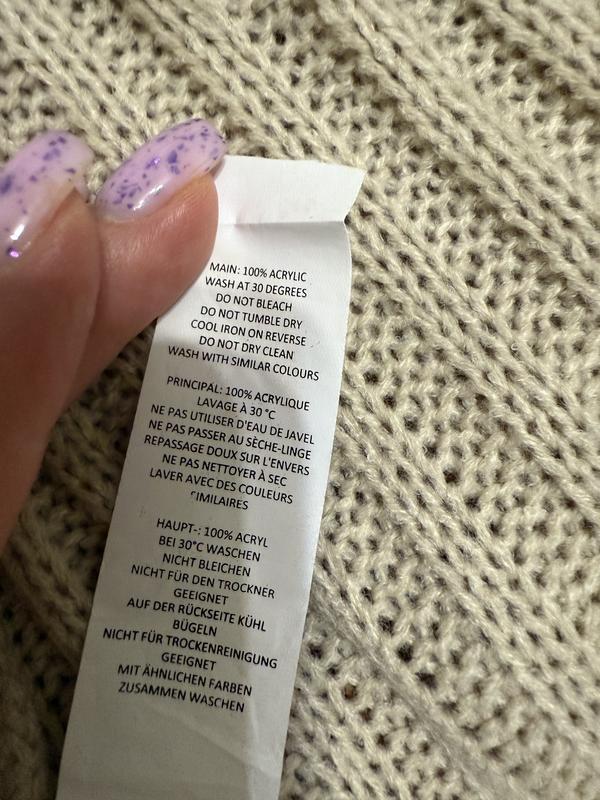 MAIN: 100% ACRYLIC
WASH AT 30 DEGREES
DO NOT BLEACH
DO NOT TUMBLE DRY
COOL IRON ON REVERSE
DO NOT DRY CLEAN
WASH WITH SIMILAR COLOURS
PRINCIPAL: 100% ACRYLIQUE
LAVAGE À 30 °C
NE PAS UTILISER D'EAU DE JAVEL
NE PAS PASSER AU SÈCHE-LINGE
REPASSAGE DOUX SUR L'ENVERS
NE PAS NETTOYER À SEC
LAVER AVEC DES COULEURS
SIMILAIRES
HAUPT-: 100% ACRYL
BEI 30°C WASCHEN
NICHT BLEICHEN
NICHT FÜR DEN TROCKNER
GEEIGNET
AUF DER RÜCKSEITE KÜHL
BÜGELN
NICHT FÜR TROCKENREINIGUNG
GEEIGNET
MIT ÄHNLICHEN FARBEN
ZUSAMMEN WASCHEN